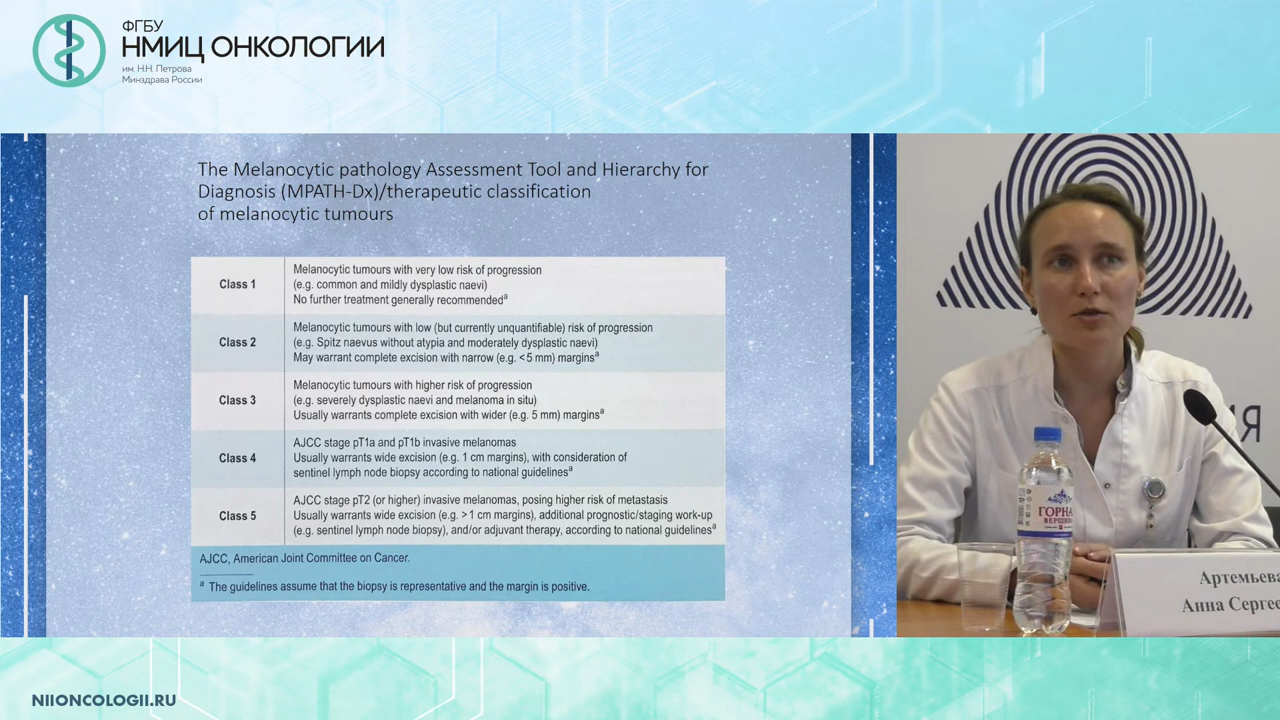 ФГБУ
НМИЦ ОНКОЛОГИИ
им. Н.Н. Петрова
Минздрава России
The Melanocytic pathology Assessment Tool and Hierarchy for
Diagnosis (MPATH-Dx)/therapeutic classification
of melanocytic tumours
Class 1
Melanocytic tumours with very low risk of progression
(e.g. common and mildly dysplastic naevi)
No further treatment generally recommendedª
Class 2
Melanocytic tumours with low (but currently unquantifiable) risk of progression
(e.g. Spitz naevus without atypia and moderately dysplastic naevi)
May warrant complete excision with narrow (e.g. <5 mm) marginsª
Class 3
Melanocytic tumours with higher risk of progression
(e.g. severely dysplastic naevi and melanoma in situ)
Usually warrants complete excision with wider (e.g. 5 mm) marginsª
Class 4
AJCC stage pT1a and pT1b invasive melanomas
Usually warrants wide excision (e.g. 1 cm margins), with consideration of
sentinel lymph node biopsy according to national guidelinesª
Class 5
AJCC stage pT2 (or higher) invasive melanomas, posing higher risk of metastasis
Usually warrants wide excision (e.g. >1 cm margins), additional prognostic/staging work-up
(e.g. sentinel lymph node biopsy), and/or adjuvant therapy, according to national guidelinesª
AJCC, American Joint Committee on Cancer.
ª The guidelines assume that the biopsy is representative and the margin is positive.
ИЯ
ГОРНА
ВЕРШИНА
Артемьева
Анна Сергее
NIIONCOLOGII.RU